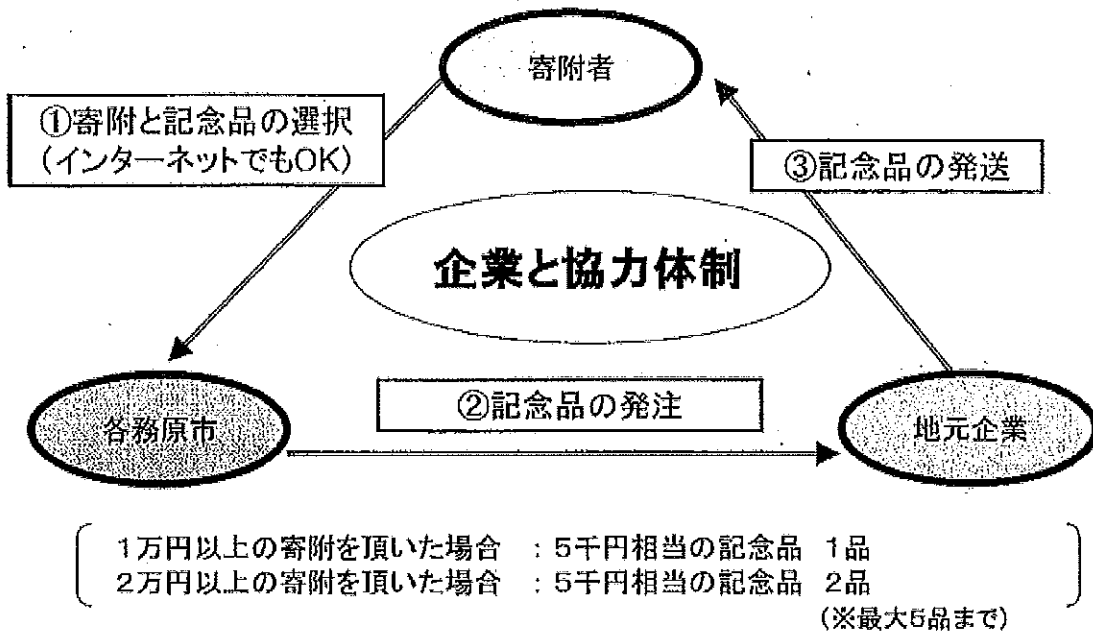 寄附者
①寄附と記念品の選択
(インターネットでもOK)
③記念品の発送
企業と協力体制
各務原市
②記念品の発注
地元企業
1万円以上の寄附を頂いた場合 : 5千円相当の記念品 1品
2万円以上の寄附を頂いた場合 : 5千円相当の記念品 2品
(※最大5品まで)